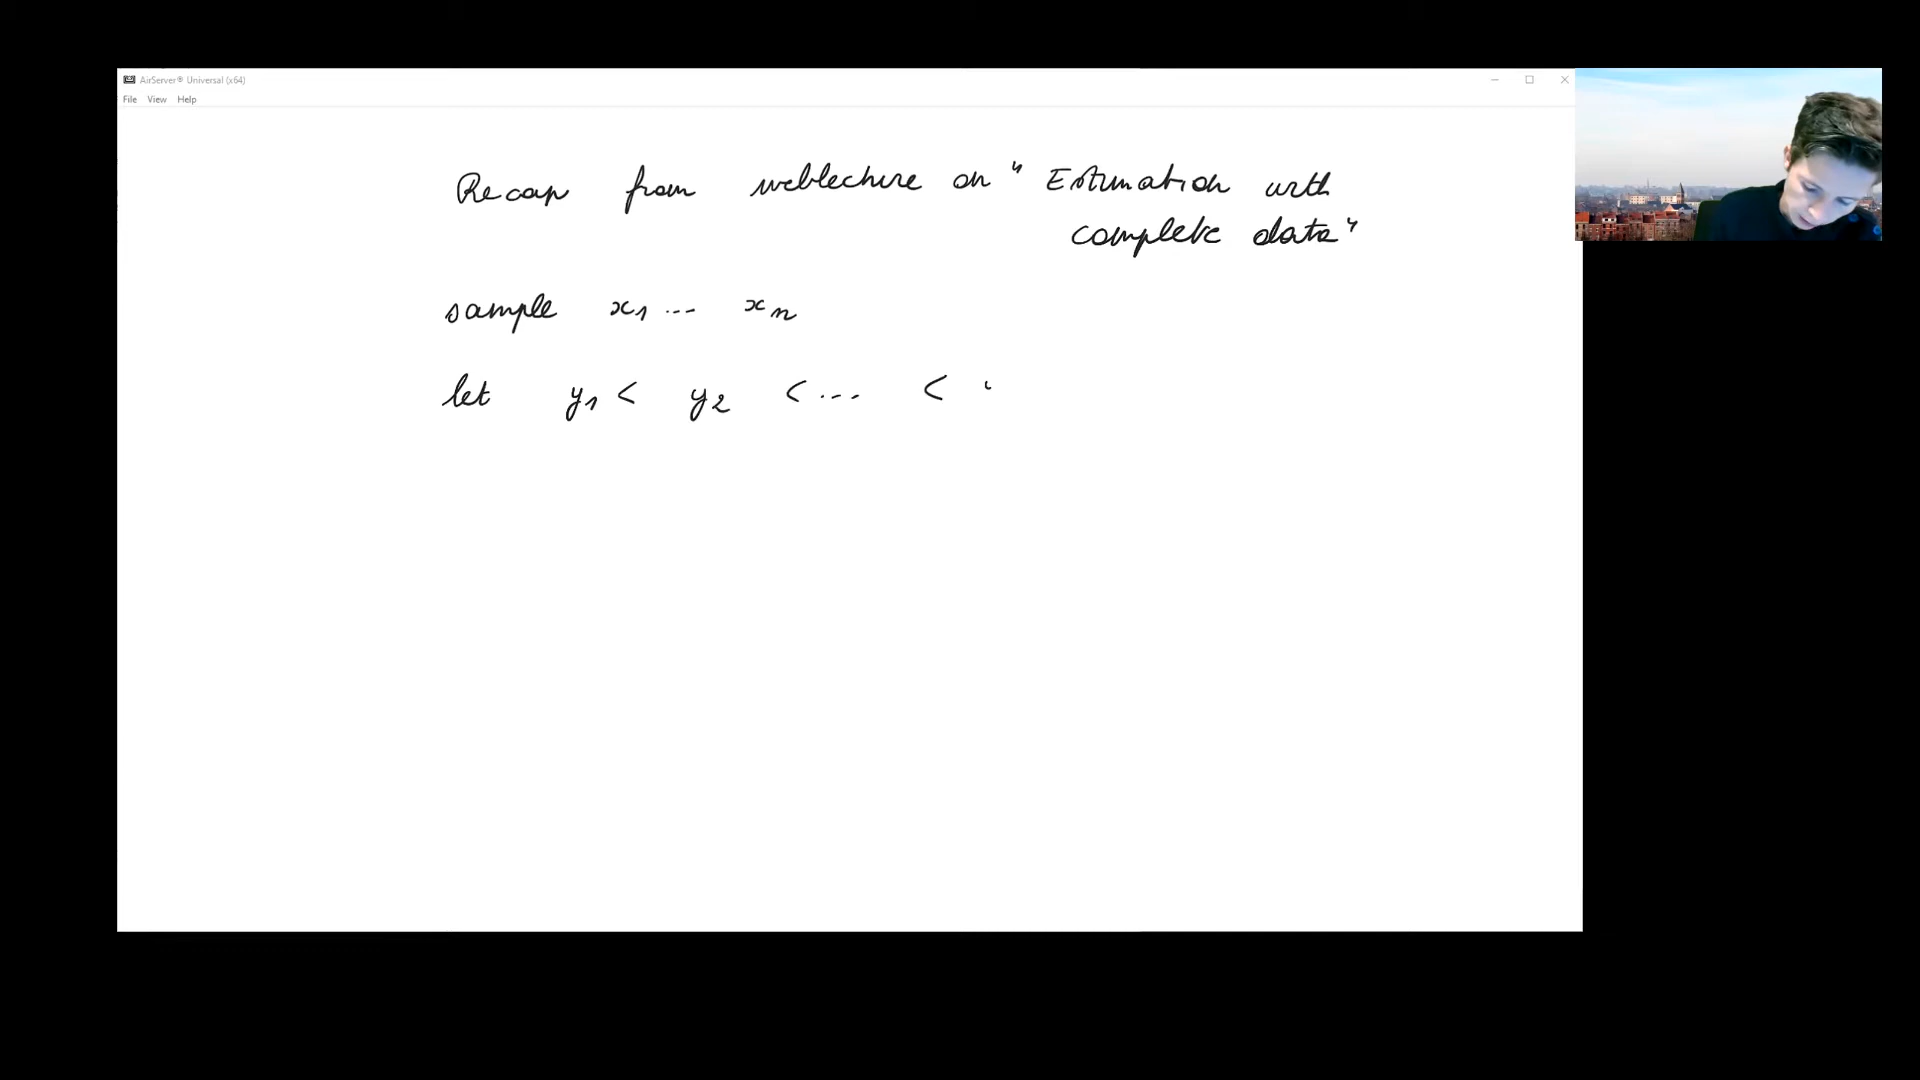 AirServer® Universal (x64)
File View Help
Recap from weblecture on "Estimation with
complete data"
sample x₁ ... xₙ
let y₁ < y₂ < ... <